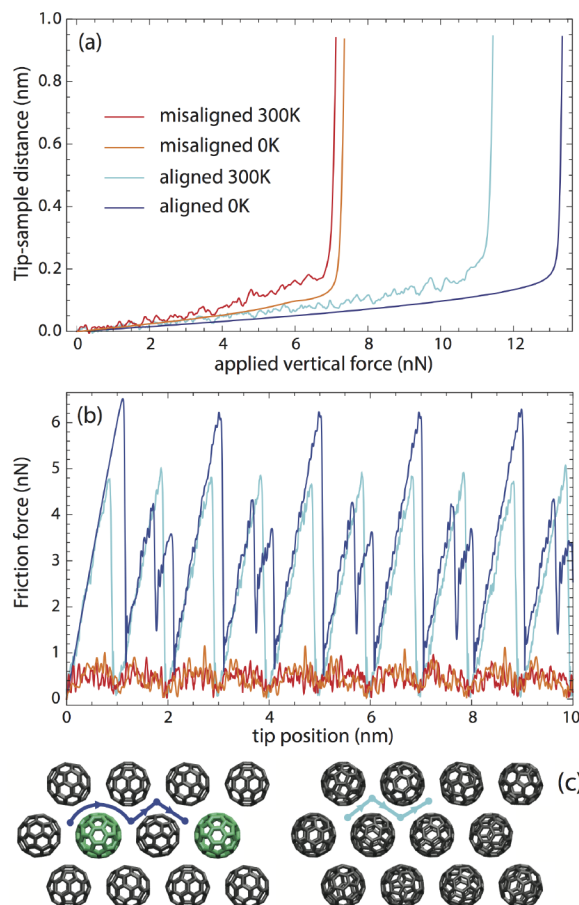 1.0
(a)
0.8
misaligned 300K
0.6
misaligned 0K
aligned 300K
0.4
aligned 0K
0.2
0.0
Tip-sample distance (nm)
0 2 4 6 8 10 12
applied vertical force (nN)
(b)
6
5
4
3
2
1
0
Friction force (nN)
0 2 4 6 8 10
tip position (nm)
(c)